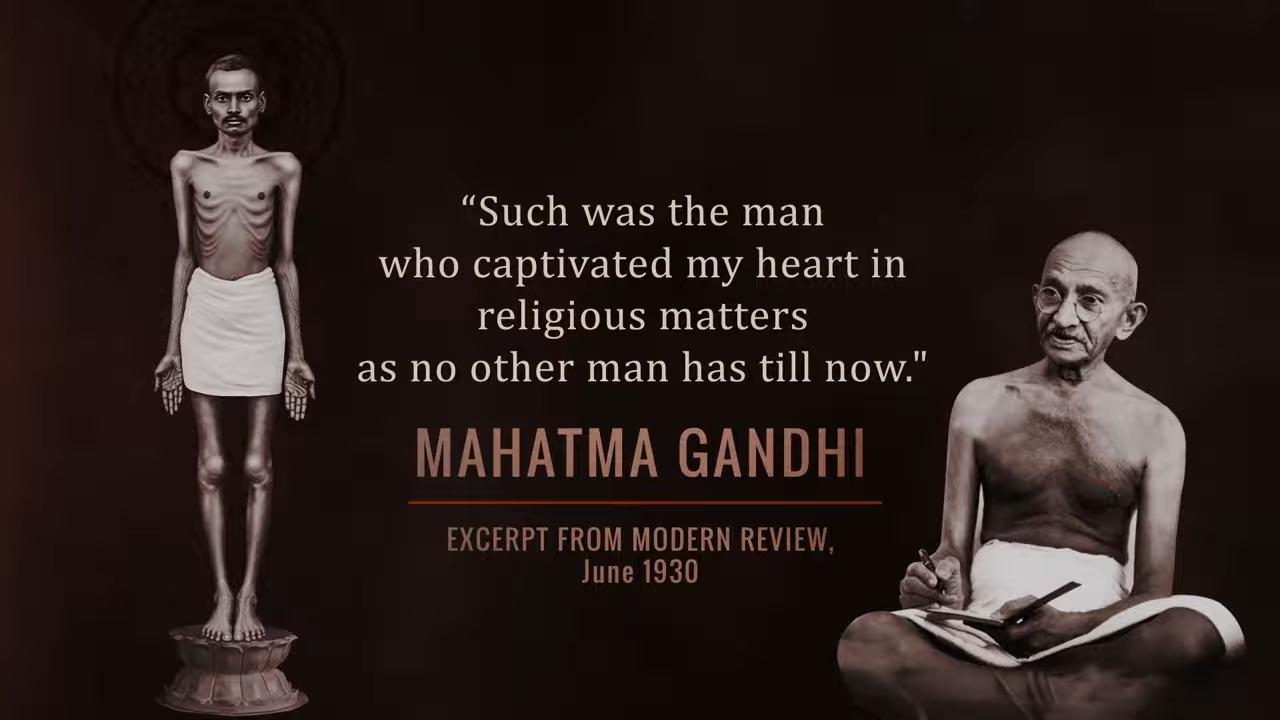 “Such was the man
who captivated my heart in
religious matters
as no other man has till now."
MAHATMA GANDHI
EXCERPT FROM MODERN REVIEW,
June 1930